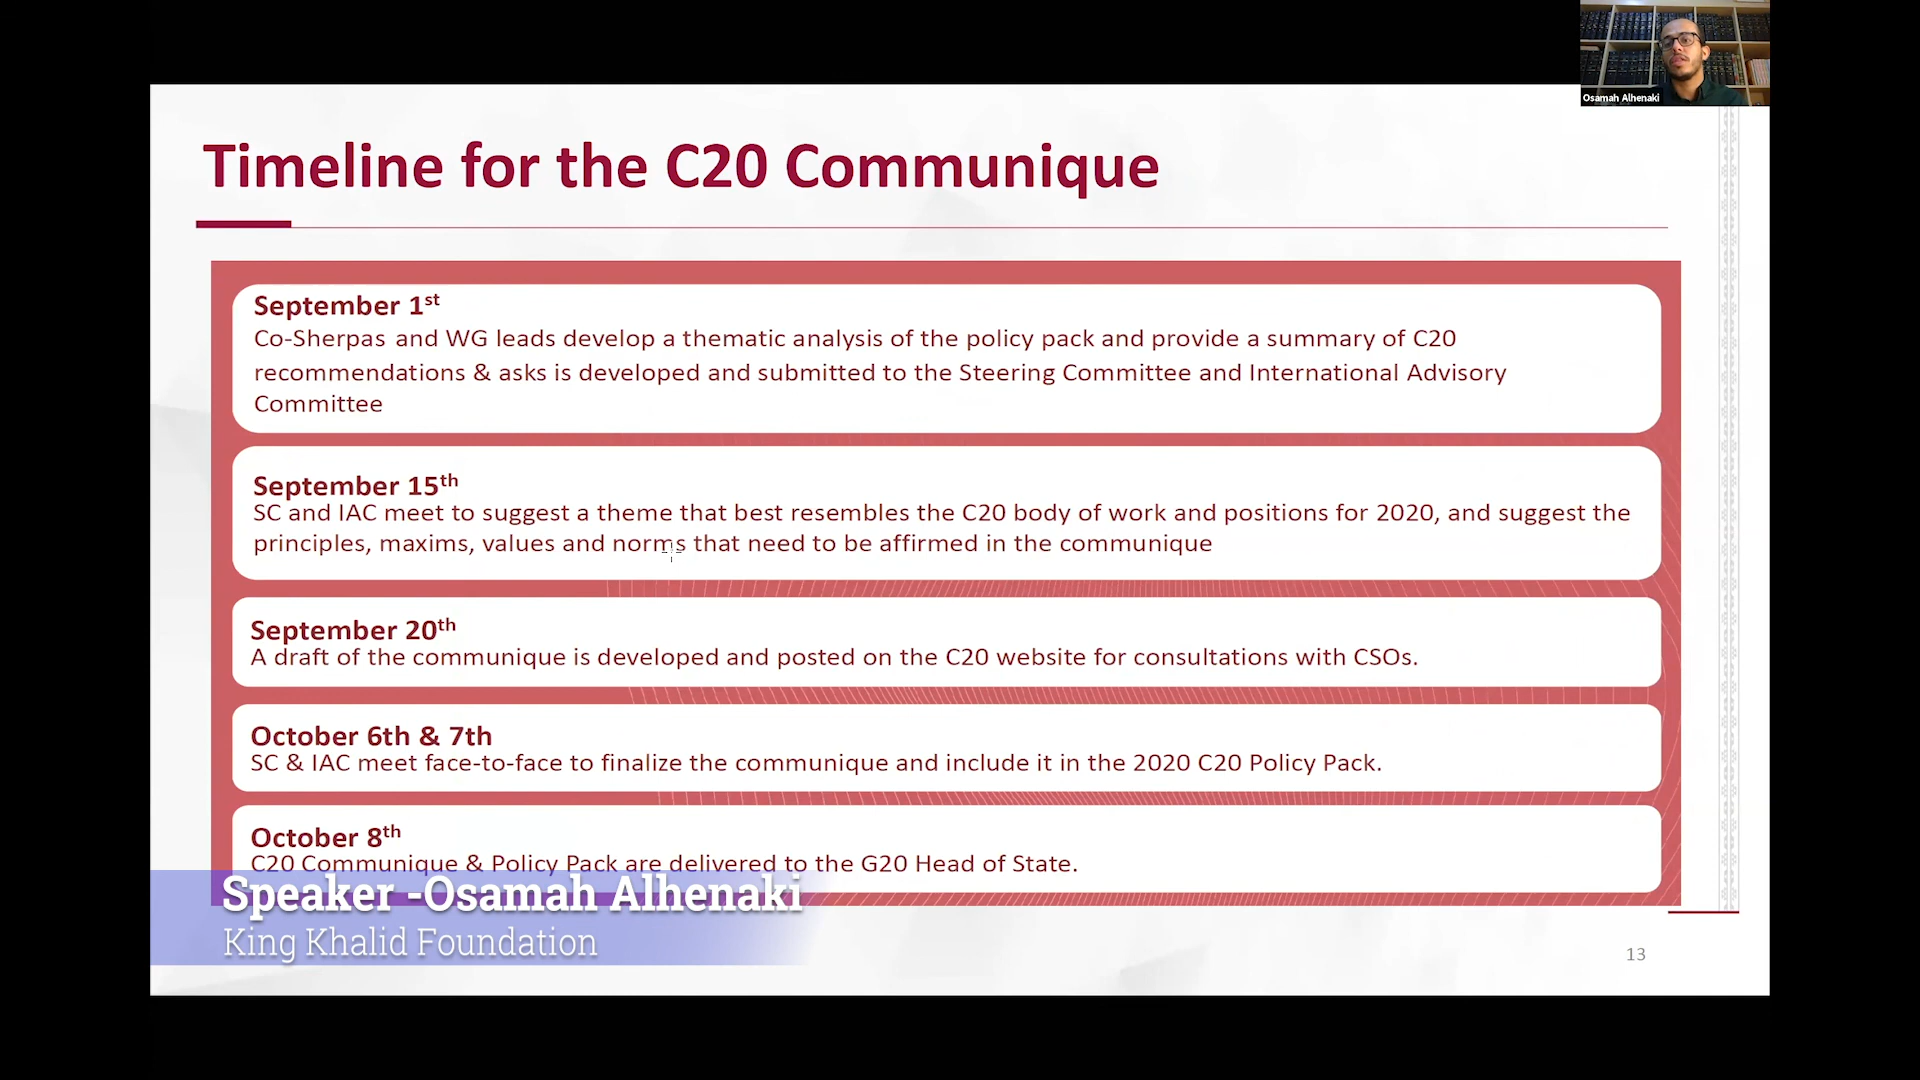 Osamah Alhenaki
Timeline for the C20 Communique
September 1st
Co-Sherpas and WG leads develop a thematic analysis of the policy pack and provide a summary of C20
recommendations & asks is developed and submitted to the Steering Committee and International Advisory
Committee
September 15th
SC and IAC meet to suggest a theme that best resembles the C20 body of work and positions for 2020, and suggest the
principles, maxims, values and norms that need to be affirmed in the communique
September 20th
A draft of the communique is developed and posted on the C20 website for consultations with CSOs.
October 6th & 7th
SC & IAC meet face-to-face to finalize the communique and include it in the 2020 C20 Policy Pack.
October 8th
C20 Communique & Policy Pack are delivered to the G20 Head of State.
Speaker -Osamah Alhenaki
King Khalid Foundation
13